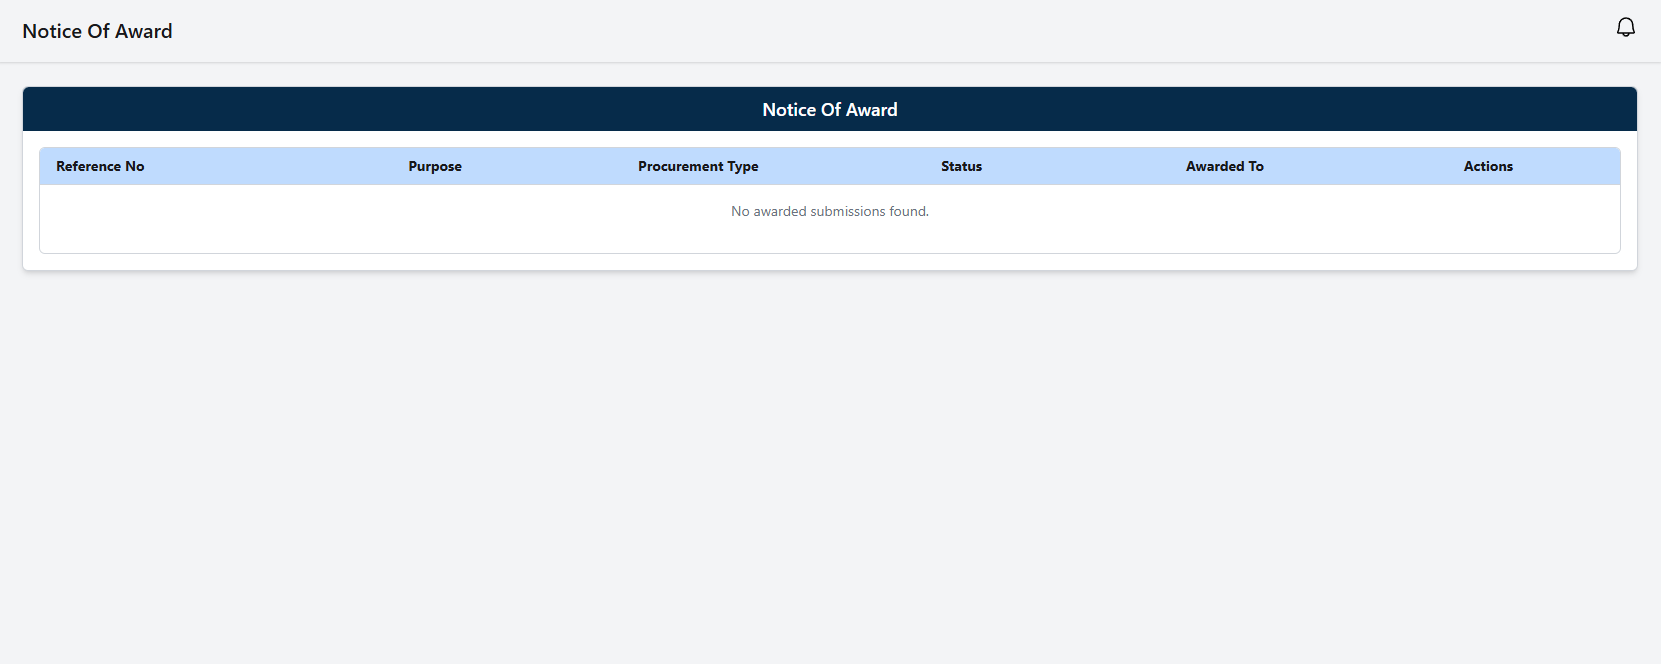 Notice Of Award
Notice Of Award
Reference No Purpose Procurement Type Status Awarded To Actions
No awarded submissions found.